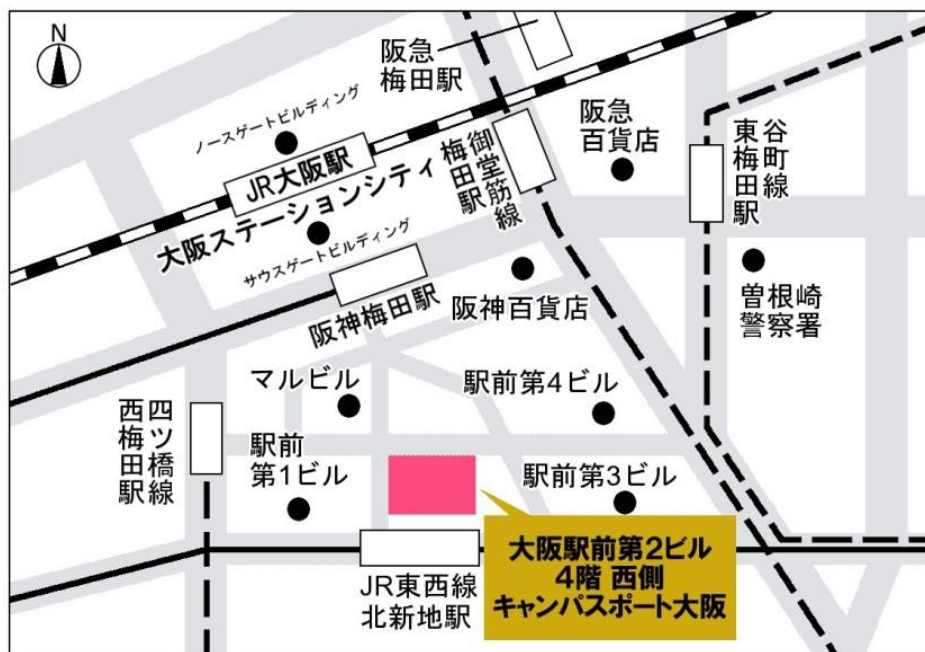 N
阪急
梅田駅
ノースゲートビルディング
JR大阪駅
大阪ステーションシティ
サウスゲートビルディング
御堂筋線
梅田駅
阪急
百貨店
谷町線
東梅田駅
阪神梅田駅
阪神百貨店
曽根崎
警察署
マルビル
駅前第4ビル
四ツ橋線
西梅田駅
駅前
第1ビル
駅前第3ビル
大阪駅前第2ビル
4階 西側
キャンパスポート大阪
JR東西線
北新地駅